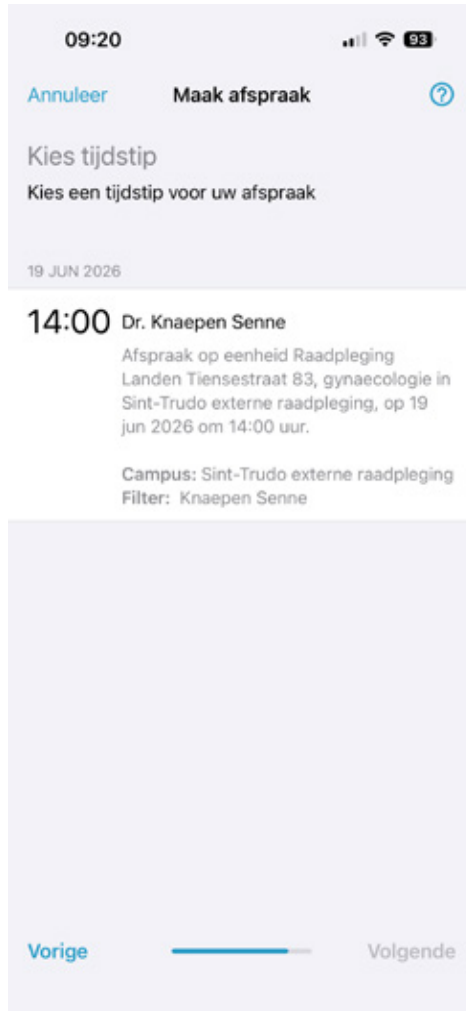 09:20
93
Annuleer
Maak afspraak
?
Kies tijdstip
Kies een tijdstip voor uw afspraak
19 JUN 2026
14:00 Dr. Knaepen Senne
Afspraak op eenheid Raadpleging
Landen Tiensestraat 83, gynaecologie in
Sint-Trudo externe raadpleging, op 19
jun 2026 om 14:00 uur.
Campus: Sint-Trudo externe raadpleging
Filter: Knaepen Senne
Vorige
Volgende